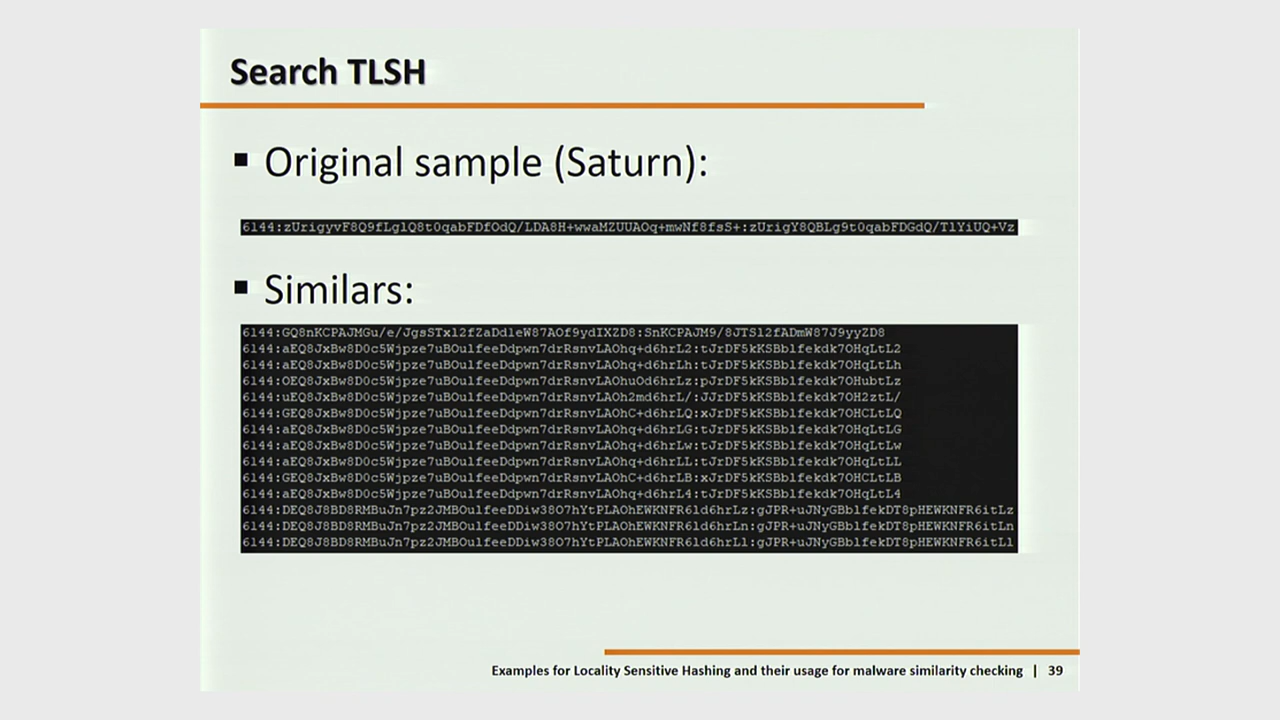 Search TLSH
▪ Original sample (Saturn):
6144:zUrigyvF8Q9fLglQ8t0qabFDfOdQ/LDA8H+wwaMZUUAOq+mwNf8fsS+:zUrigY8QBLg9t0qabFDGdQ/TlYiUQ+Vz
▪ Similars:
6144:GQ8nKCPAJMGu/e/JgsSTxl2fZaDdleW87AOf9ydIXZD8:SnKCPAJM9/8JTSl2fADmW87J9yyZD8
6144:aEQ8JxBw8D0c5Wjpze7uBOulfeeDdpwn7drRsnvLAOhq+d6hrL2:tJrDF5kKSBblfekdk7OHqLtL2
6144:aEQ8JxBw8D0c5Wjpze7uBOulfeeDdpwn7drRsnvLAOhq+d6hrLh:tJrDF5kKSBblfekdk7OHqLtLh
6144:OEQ8JxBw8D0c5Wjpze7uBOulfeeDdpwn7drRsnvLAOhuOd6hrLz:pJrDF5kKSBblfekdk7OHubtLz
6144:uEQ8JxBw8D0c5Wjpze7uBOulfeeDdpwn7drRsnvLAOh2md6hrL/:JJrDF5kKSBblfekdk7OH2ztL/
6144:GEQ8JxBw8D0c5Wjpze7uBOulfeeDdpwn7drRsnvLAOhC+d6hrLQ:xJrDF5kKSBblfekdk7OHCLtLQ
6144:aEQ8JxBw8D0c5Wjpze7uBOulfeeDdpwn7drRsnvLAOhq+d6hrLG:tJrDF5kKSBblfekdk7OHqLtLG
6144:aEQ8JxBw8D0c5Wjpze7uBOulfeeDdpwn7drRsnvLAOhq+d6hrLw:tJrDF5kKSBblfekdk7OHqLtLw
6144:aEQ8JxBw8D0c5Wjpze7uBOulfeeDdpwn7drRsnvLAOhq+d6hrLL:tJrDF5kKSBblfekdk7OHqLtLL
6144:GEQ8JxBw8D0c5Wjpze7uBOulfeeDdpwn7drRsnvLAOhC+d6hrLB:xJrDF5kKSBblfekdk7OHCLtLB
6144:aEQ8JxBw8D0c5Wjpze7uBOulfeeDdpwn7drRsnvLAOhq+d6hrL4:tJrDF5kKSBblfekdk7OHqLtL4
6144:DEQ8J8BD8RMBuJn7pz2JMBOulfeeDDiw38O7hYtPLAOhEWKNFR6ld6hrLz:gJPR+uJNyGBblfekDT8pHEWKNFR6itLz
6144:DEQ8J8BD8RMBuJn7pz2JMBOulfeeDDiw38O7hYtPLAOhEWKNFR6ld6hrLn:gJPR+uJNyGBblfekDT8pHEWKNFR6itLn
6144:DEQ8J8BD8RMBuJn7pz2JMBOulfeeDDiw38O7hYtPLAOhEWKNFR6ld6hrLl:gJPR+uJNyGBblfekDT8pHEWKNFR6itLl
Examples for Locality Sensitive Hashing and their usage for malware similarity checking | 39